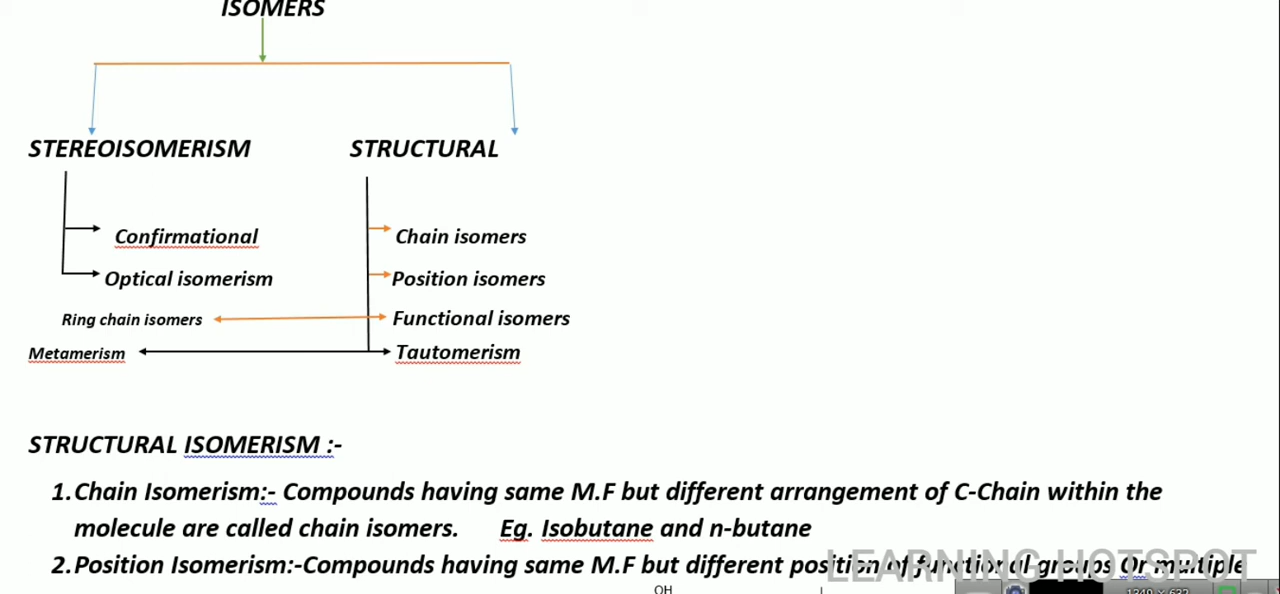 ISOMERS
STEREOISOMERISM STRUCTURAL
Confirmational Chain isomers
Optical isomerism Position isomers
Ring chain isomers Functional isomers
Metamerism Tautomerism
STRUCTURAL ISOMERISM :-
1. Chain Isomerism:- Compounds having same M.F but different arrangement of C-Chain within the
molecule are called chain isomers. Eg. Isobutane and n-butane
2. Position Isomerism:-Compounds having same M.F but different position of functional groups Or multiple
LEARNING HOTSPOT
OH
1349 × 632